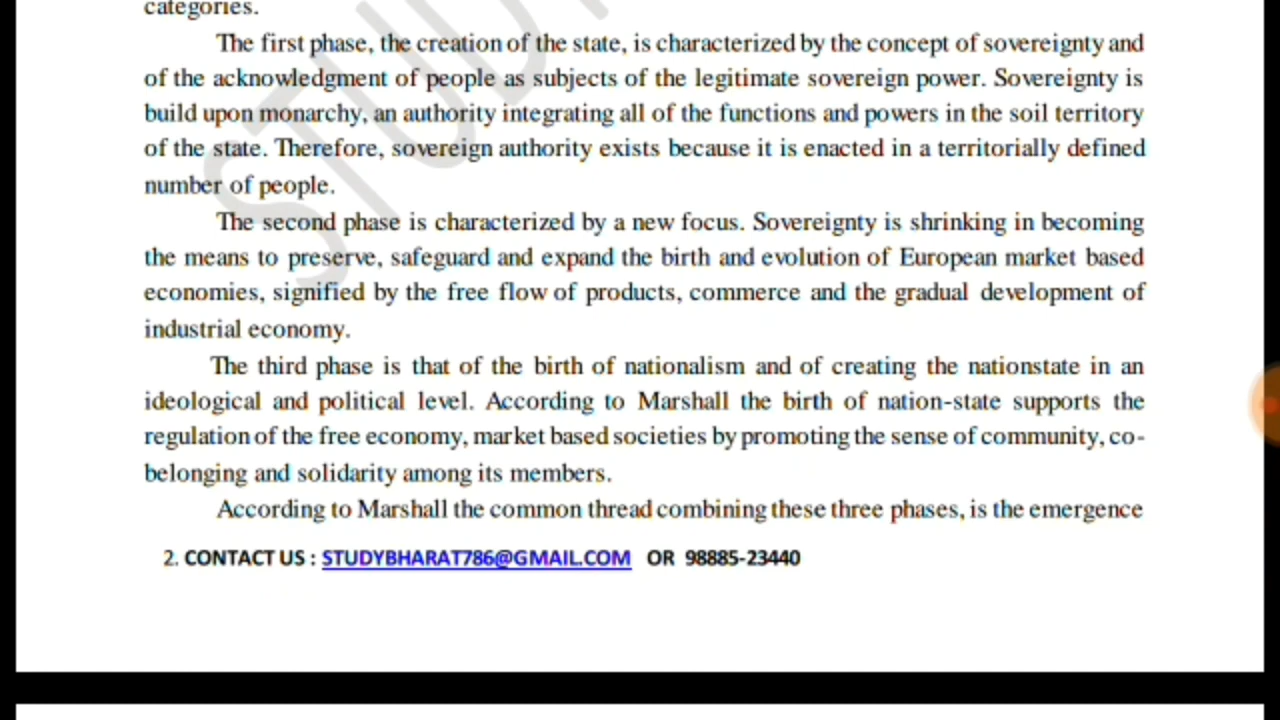 categories.
The first phase, the creation of the state, is characterized by the concept of sovereignty and
of the acknowledgment of people as subjects of the legitimate sovereign power. Sovereignty is
build upon monarchy, an authority integrating all of the functions and powers in the soil territory
of the state. Therefore, sovereign authority exists because it is enacted in a territorially defined
number of people.
The second phase is characterized by a new focus. Sovereignty is shrinking in becoming
the means to preserve, safeguard and expand the birth and evolution of European market based
economies, signified by the free flow of products, commerce and the gradual development of
industrial economy.
The third phase is that of the birth of nationalism and of creating the nationstate in an
ideological and political level. According to Marshall the birth of nation-state supports the
regulation of the free economy, market based societies by promoting the sense of community, co-
belonging and solidarity among its members.
According to Marshall the common thread combining these three phases, is the emergence
2. CONTACT US : STUDYBHARAT786@GMAIL.COM OR 98885-23440
STUD